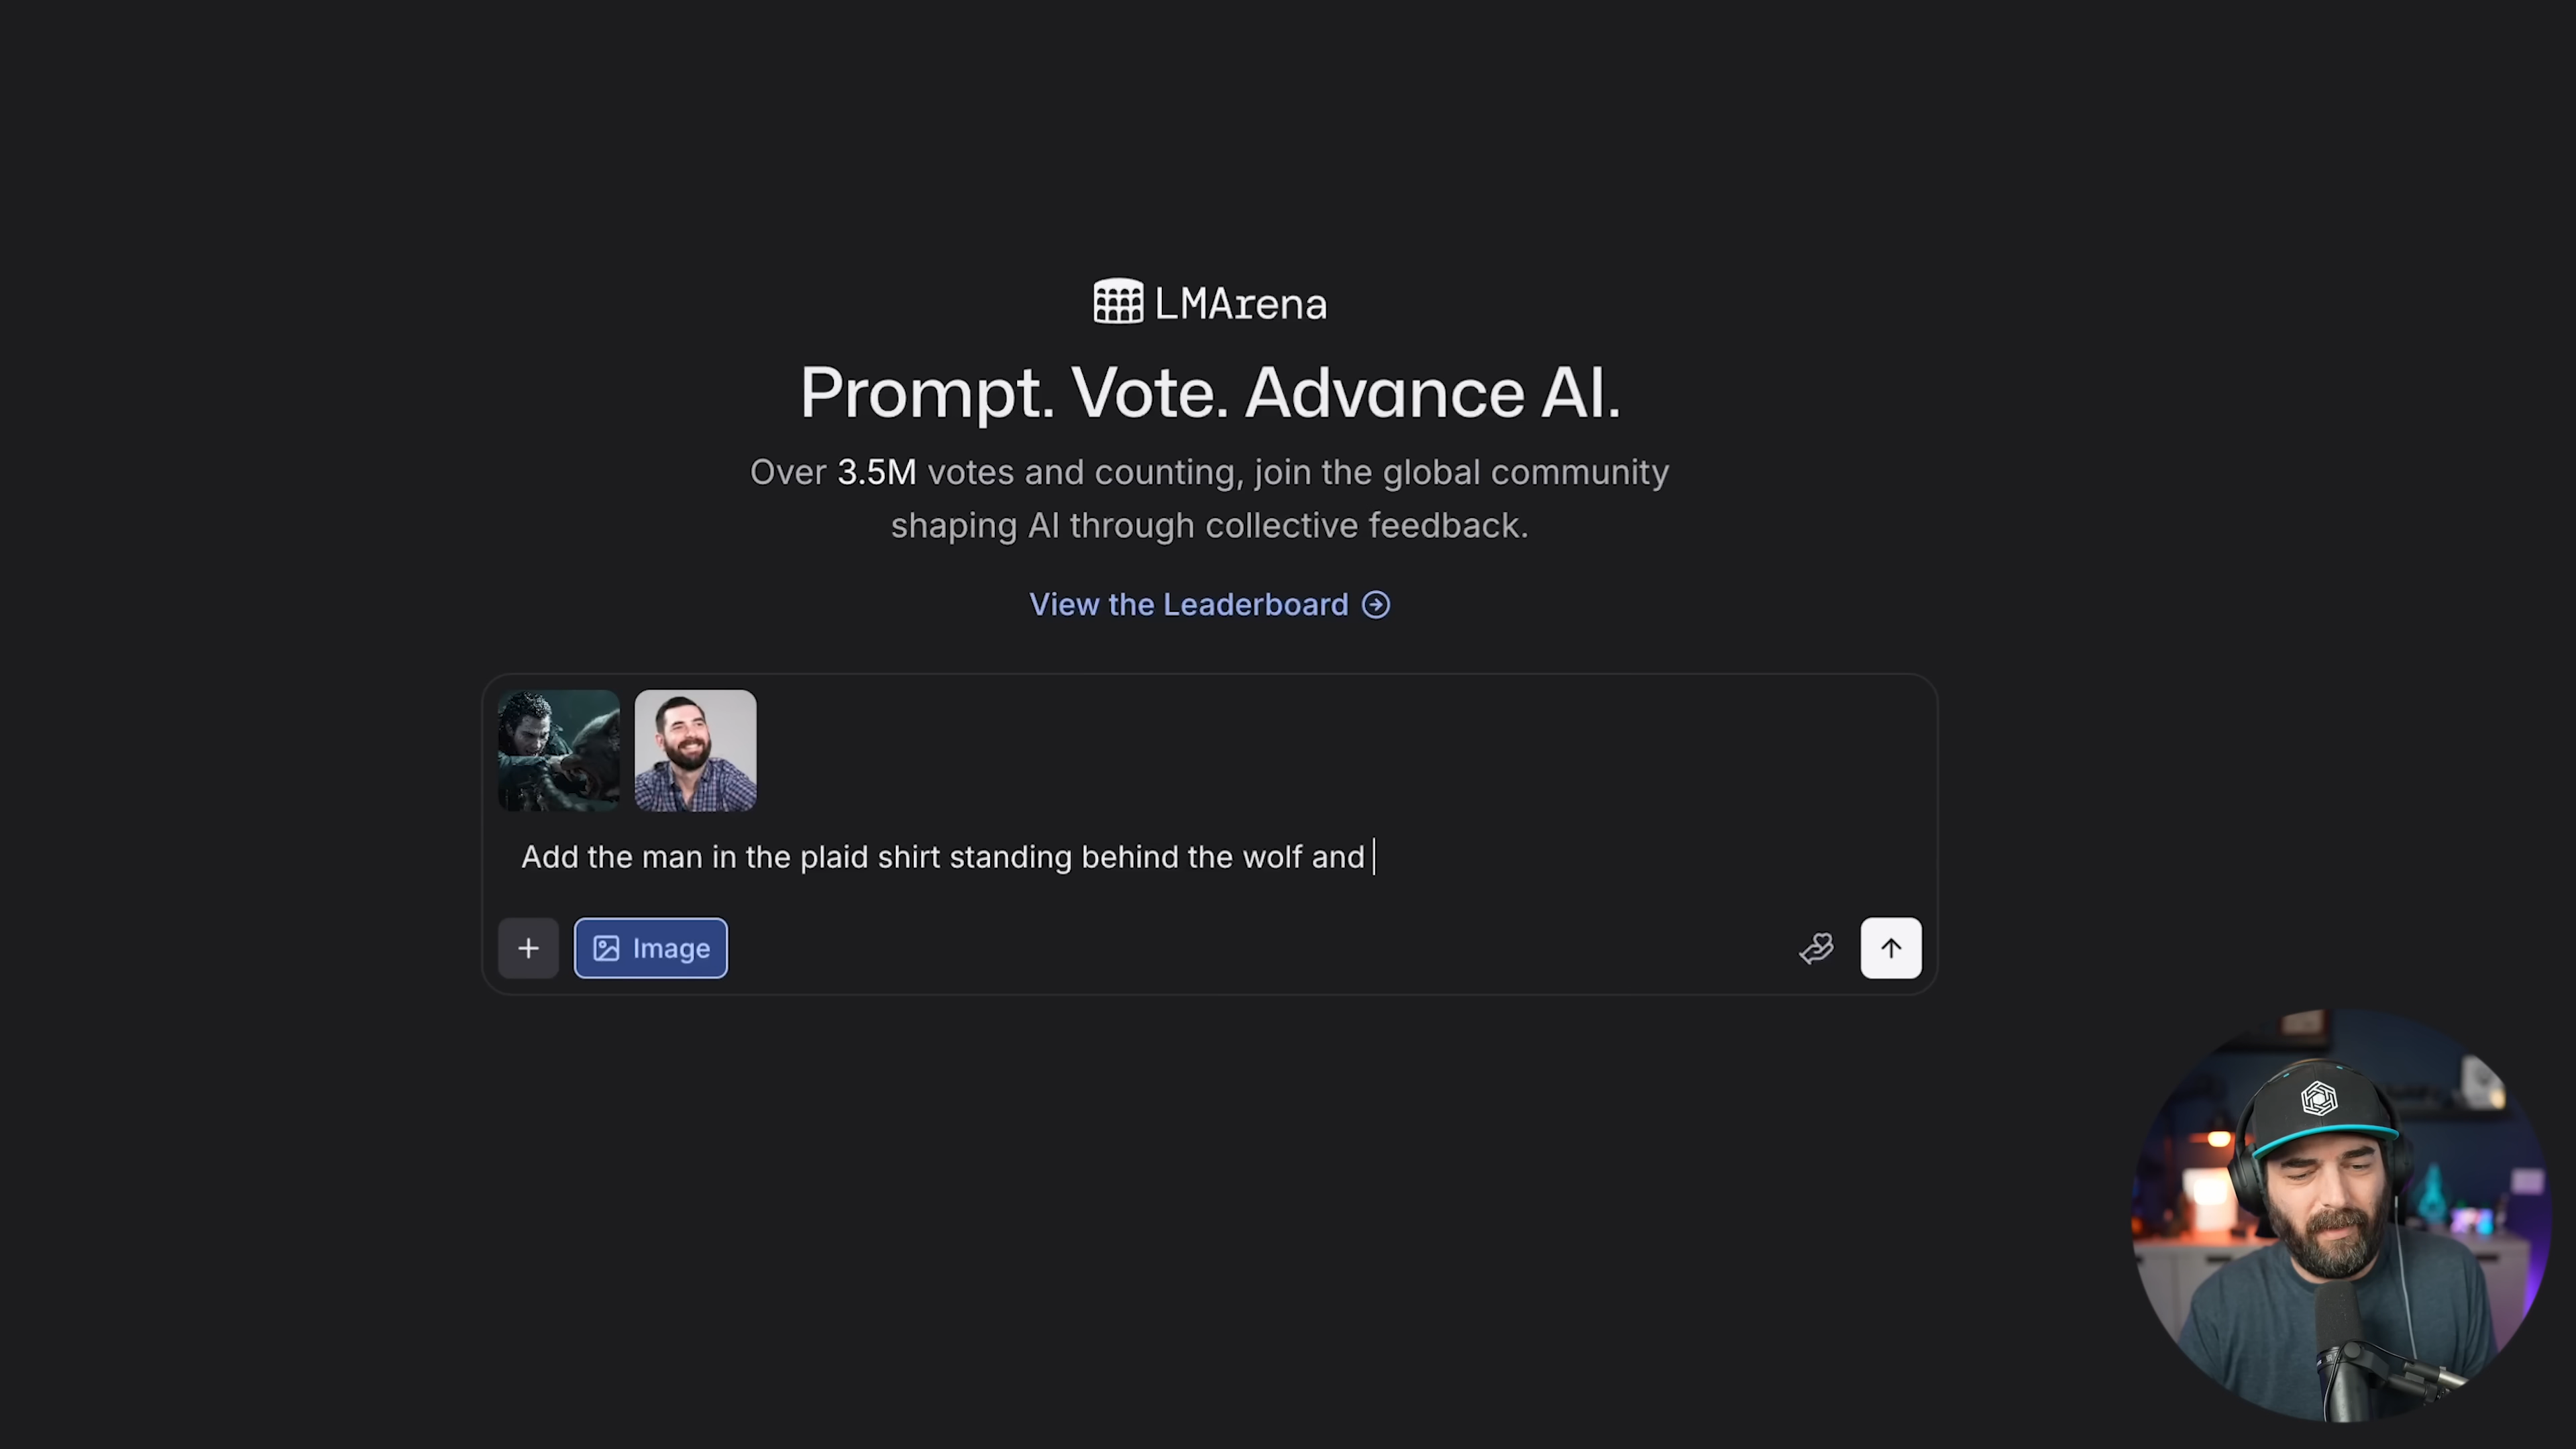 LMArena
Prompt. Vote. Advance AI.
Over 3.5M votes and counting, join the global community
shaping AI through collective feedback.
View the Leaderboard
Add the man in the plaid shirt standing behind the wolf and
Image